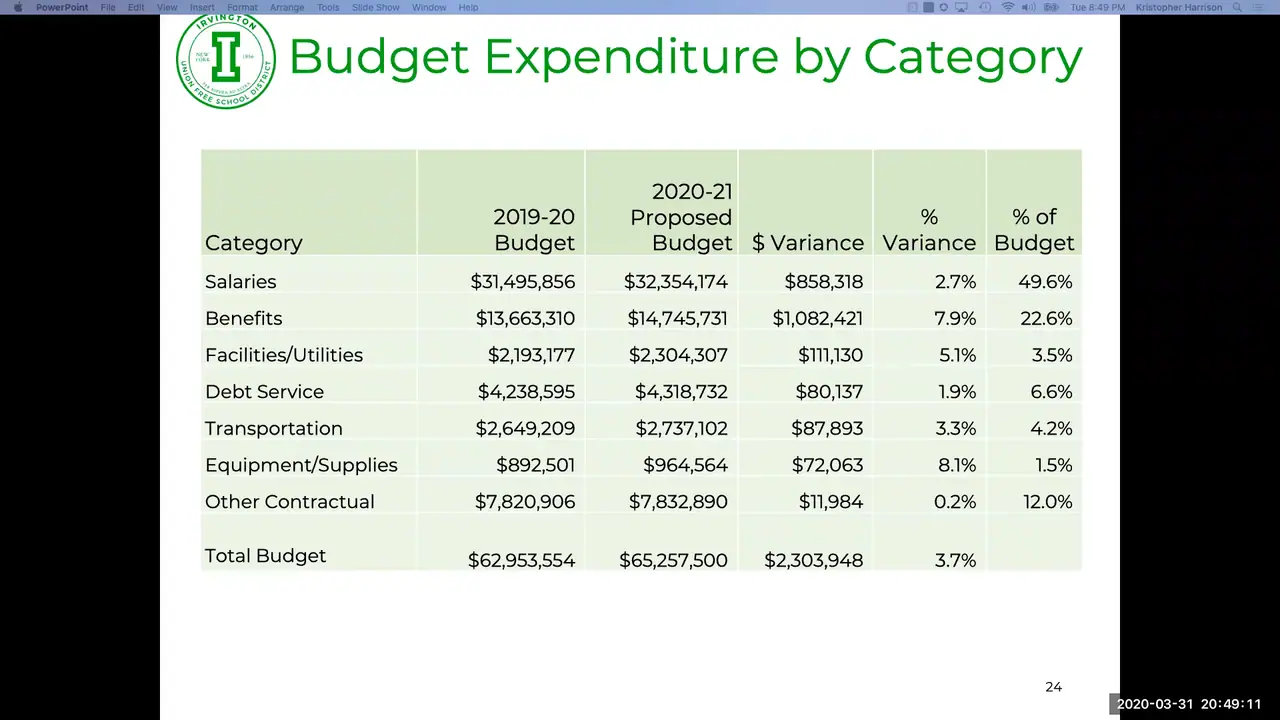 PowerPoint File Edit View Insert Format Arrange Tools Slide Show Window Help Tue 8:49 PM Kristopher Harrison
IRVINGTON
UNION FREE SCHOOL DISTRICT
NEW YORK
I
Budget Expenditure by Category
Category 2019-20 Budget 2020-21 Proposed Budget $ Variance % Variance % of Budget
Salaries $31,495,856 $32,354,174 $858,318 2.7% 49.6%
Benefits $13,663,310 $14,745,731 $1,082,421 7.9% 22.6%
Facilities/Utilities $2,193,177 $2,304,307 $111,130 5.1% 3.5%
Debt Service $4,238,595 $4,318,732 $80,137 1.9% 6.6%
Transportation $2,649,209 $2,737,102 $87,893 3.3% 4.2%
Equipment/Supplies $892,501 $964,564 $72,063 8.1% 1.5%
Other Contractual $7,820,906 $7,832,890 $11,984 0.2% 12.0%
Total Budget $62,953,554 $65,257,500 $2,303,948 3.7%
24
2020-03-31 20:49:11